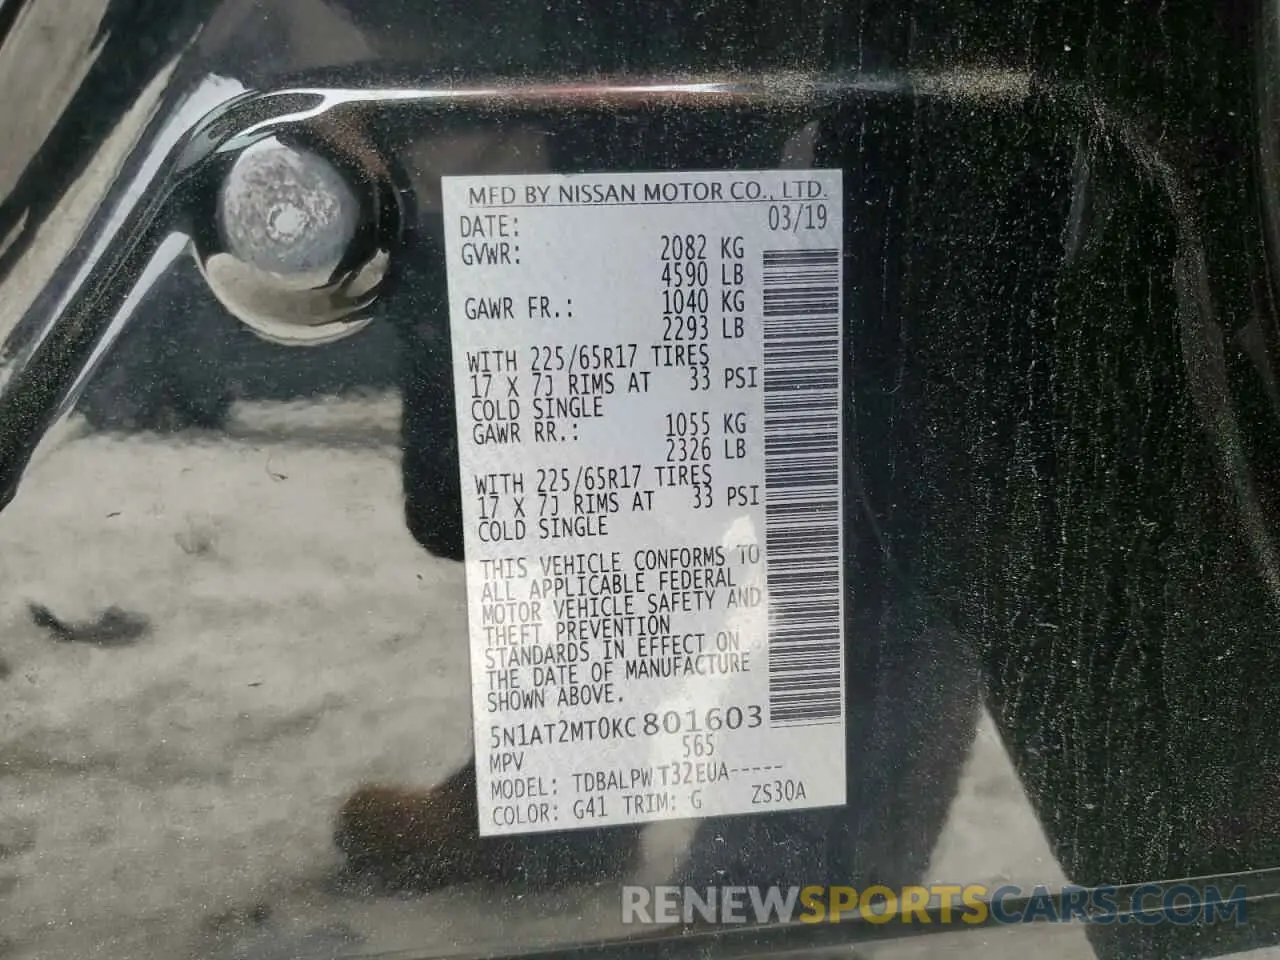 MFD BY NISSAN MOTOR CO., LTD.
DATE: 03/19
GVWR: 2082 KG
4590 LB
GAWR FR.: 1040 KG
2293 LB
WITH 225/65R17 TIRES
17 X 7J RIMS AT 33 PSI
COLD SINGLE
GAWR RR.: 1055 KG
2326 LB
WITH 225/65R17 TIRES
17 X 7J RIMS AT 33 PSI
COLD SINGLE
THIS VEHICLE CONFORMS TO
ALL APPLICABLE FEDERAL
MOTOR VEHICLE SAFETY AND
THEFT PREVENTION
STANDARDS IN EFFECT ON
THE DATE OF MANUFACTURE
SHOWN ABOVE.
5N1AT2MT0KC801603
MPV 565
MODEL: TDBALPW T32EUA-----
COLOR: G41 TRIM: G ZS30A
RENEWSPORTSCARS.COM